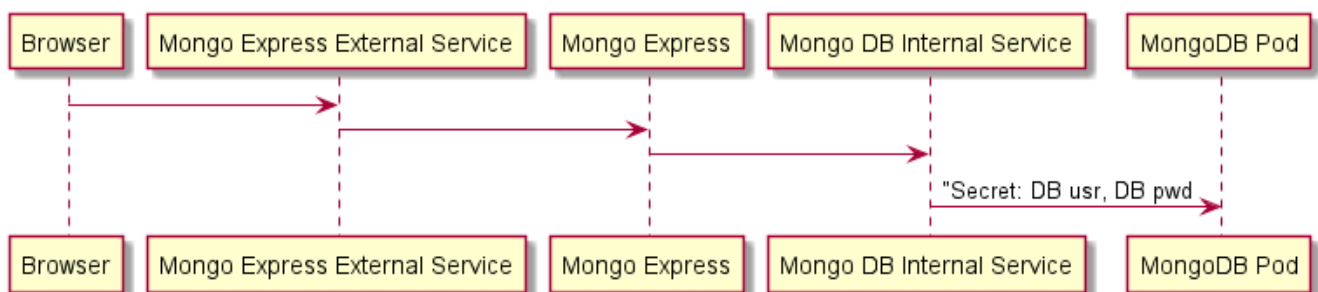 Browser
Mongo Express External Service
Mongo Express
Mongo DB Internal Service
MongoDB Pod
"Secret: DB usr, DB pwd
Browser
Mongo Express External Service
Mongo Express
Mongo DB Internal Service
MongoDB Pod